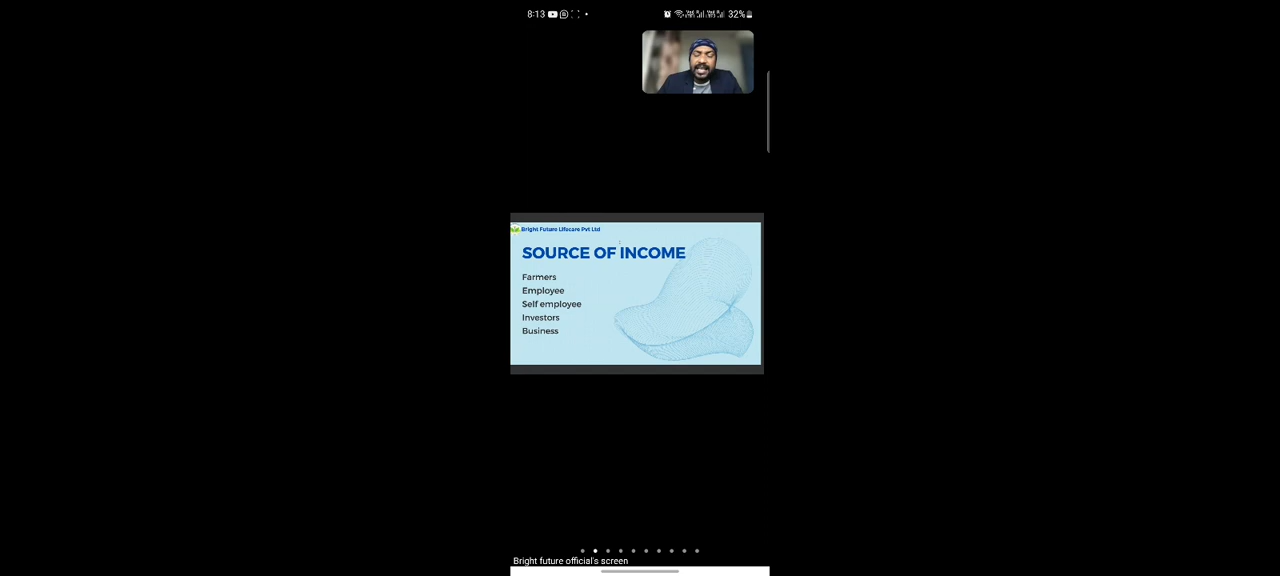 8:13
32%
Bright Future Lifecare Pvt Ltd
SOURCE OF INCOME
Farmers
Employee
Self employee
Investors
Business
Bright future official's screen